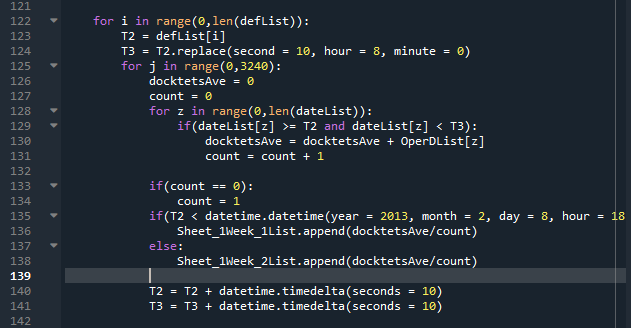 121
122 for i in range(0,len(defList)):
123 T2 = defList[i]
124 T3 = T2.replace(second = 10, hour = 8, minute = 0)
125 for j in range(0,3240):
126 docktetsAve = 0
127 count = 0
128 for z in range(0,len(dateList)):
129 if(dateList[z] >= T2 and dateList[z] < T3):
130 docktetsAve = docktetsAve + OperDList[z]
131 count = count + 1
132
133 if(count == 0):
134 count = 1
135 if(T2 < datetime.datetime(year = 2013, month = 2, day = 8, hour = 18
136 Sheet_1Week_1List.append(docktetsAve/count)
137 else:
138 Sheet_1Week_2List.append(docktetsAve/count)
139
140 T2 = T2 + datetime.timedelta(seconds = 10)
141 T3 = T3 + datetime.timedelta(seconds = 10)
142